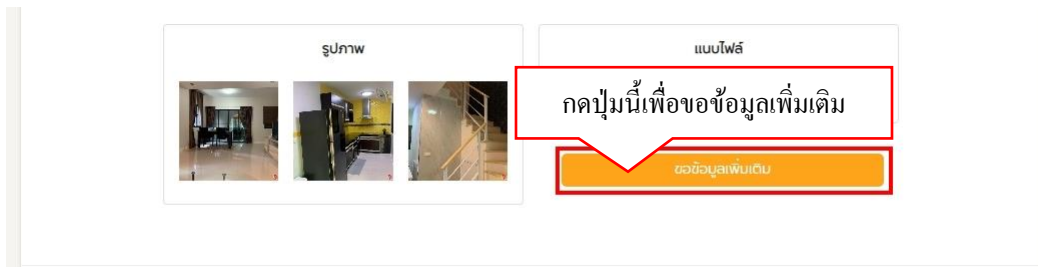 รูปภาพ
แนบไฟล์
กดปุ่มนี้เพื่อขอข้อมูลเพิ่มเติม
ขอข้อมูลเพิ่มเติม